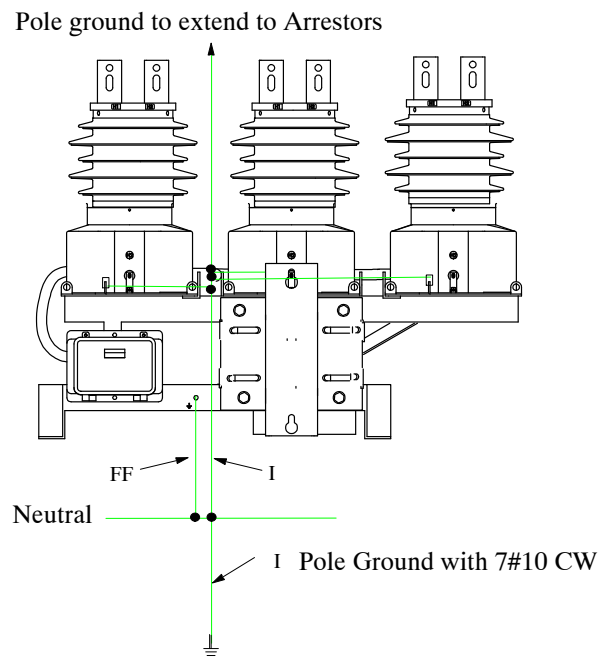 Pole ground to extend to Arrestors
FF
I
Neutral
I Pole Ground with 7#10 CW